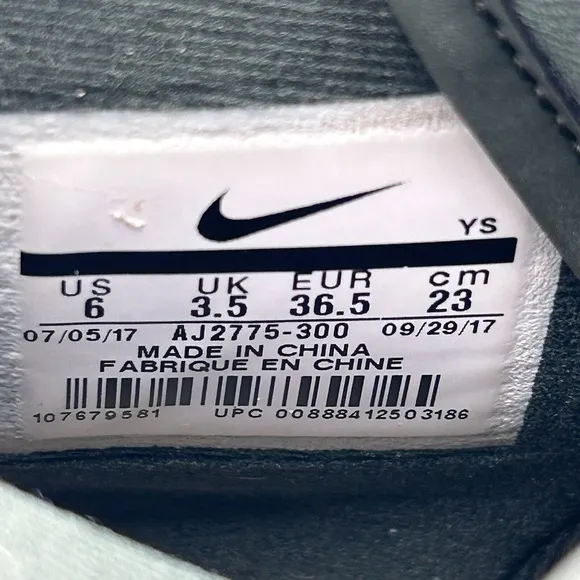 YS
US UK EUR cm
6 3.5 36.5 23
07/05/17 AJ2775-300 09/29/17
MADE IN CHINA
FABRIQUE EN CHINE
107679581 UPC 00888412503186